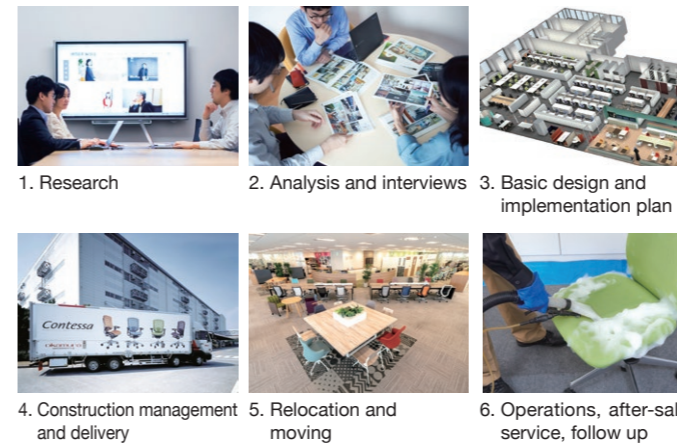 1. Research
2. Analysis and interviews
3. Basic design and
implementation plan
Contessa
4. Construction management
and delivery
5. Relocation and
moving
6. Operations, after-sal
service, follow up